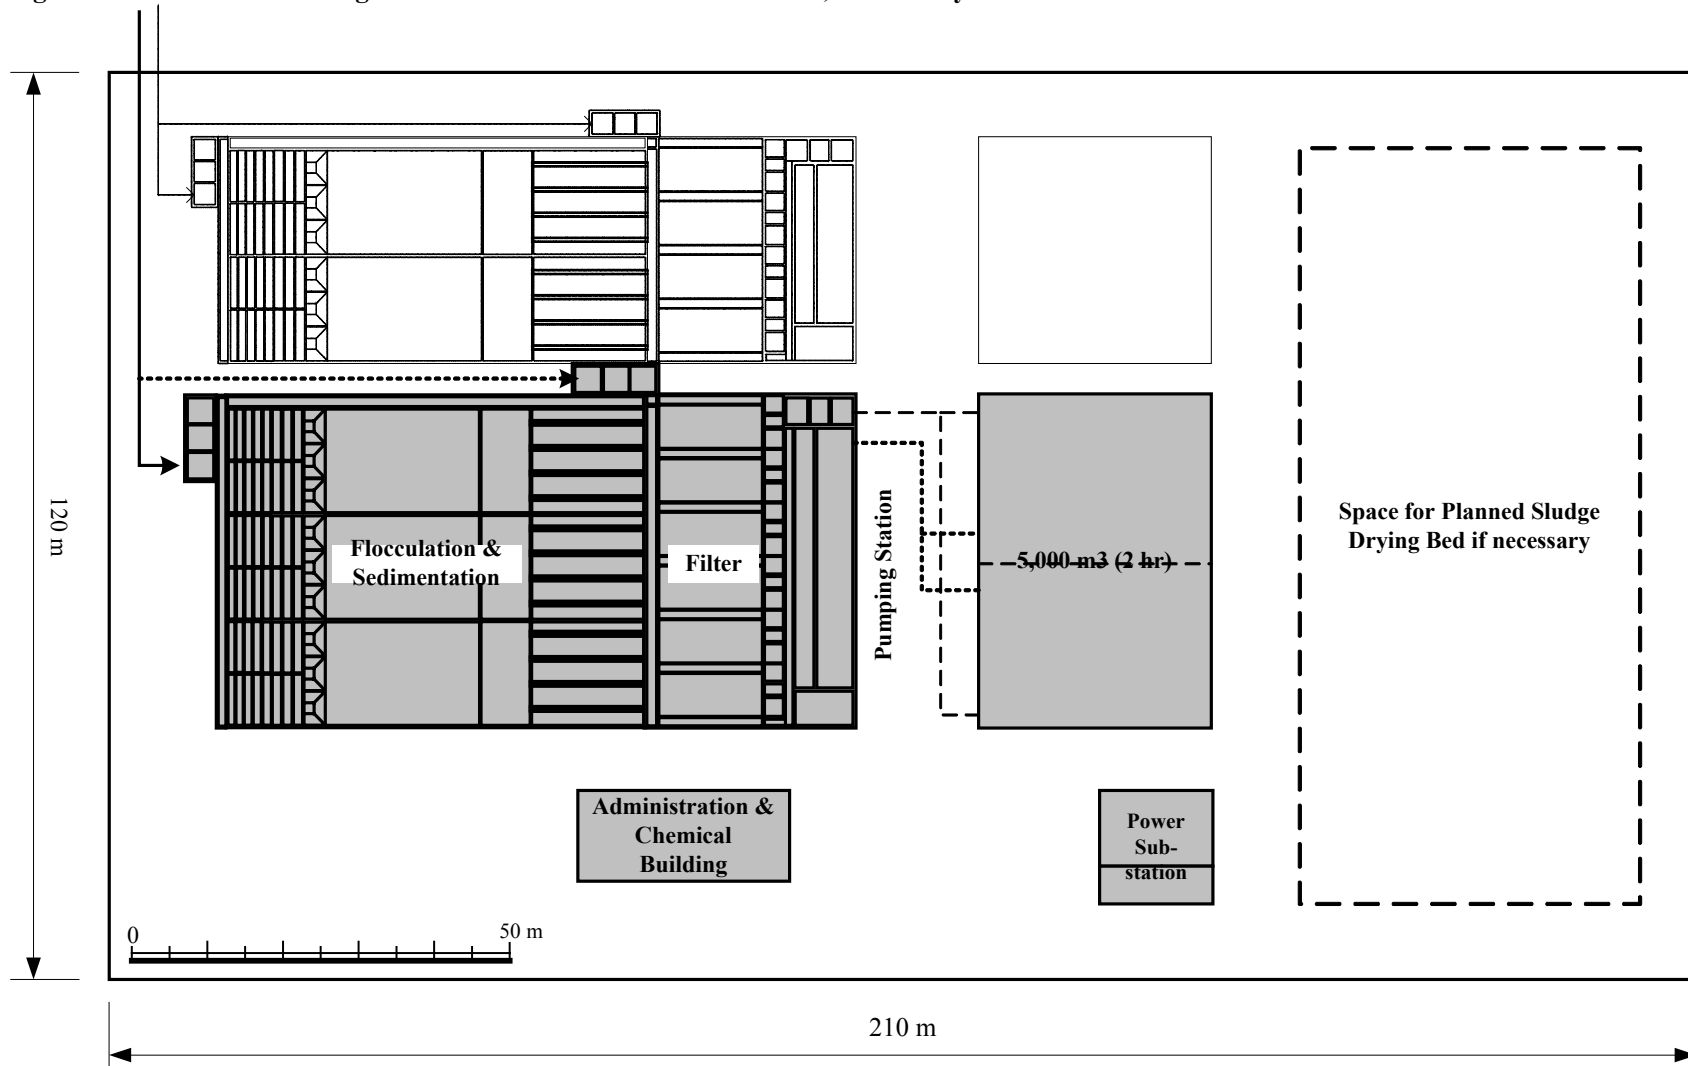 120 m
Flocculation &
Sedimentation
Filter
Pumping Station
5,000 m3 (2 hr)
Space for Planned Sludge
Drying Bed if necessary
Administration &
Chemical
Building
Power
Sub-
station
0
50 m
210 m